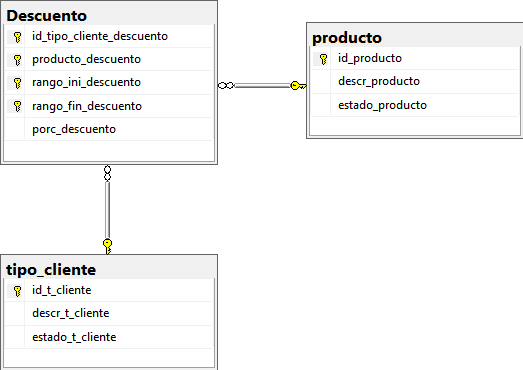 Descuento
id_tipo_cliente_descuento
producto_descuento
rango_ini_descuento
rango_fin_descuento
porc_descuento
producto
id_producto
descr_producto
estado_producto
tipo_cliente
id_t_cliente
descr_t_cliente
estado_t_cliente